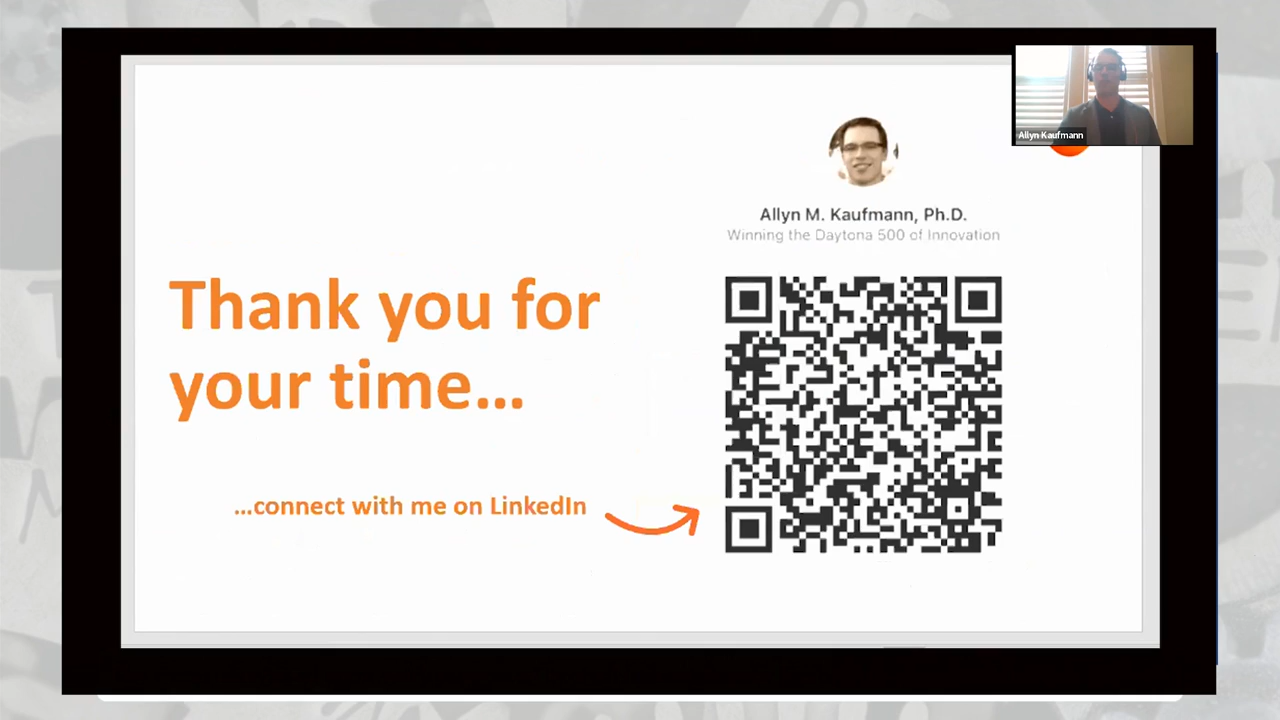 Allyn Kaufmann
Allyn M. Kaufmann, Ph.D.
Winning the Daytona 500 of Innovation
Thank you for
your time...
...connect with me on LinkedIn